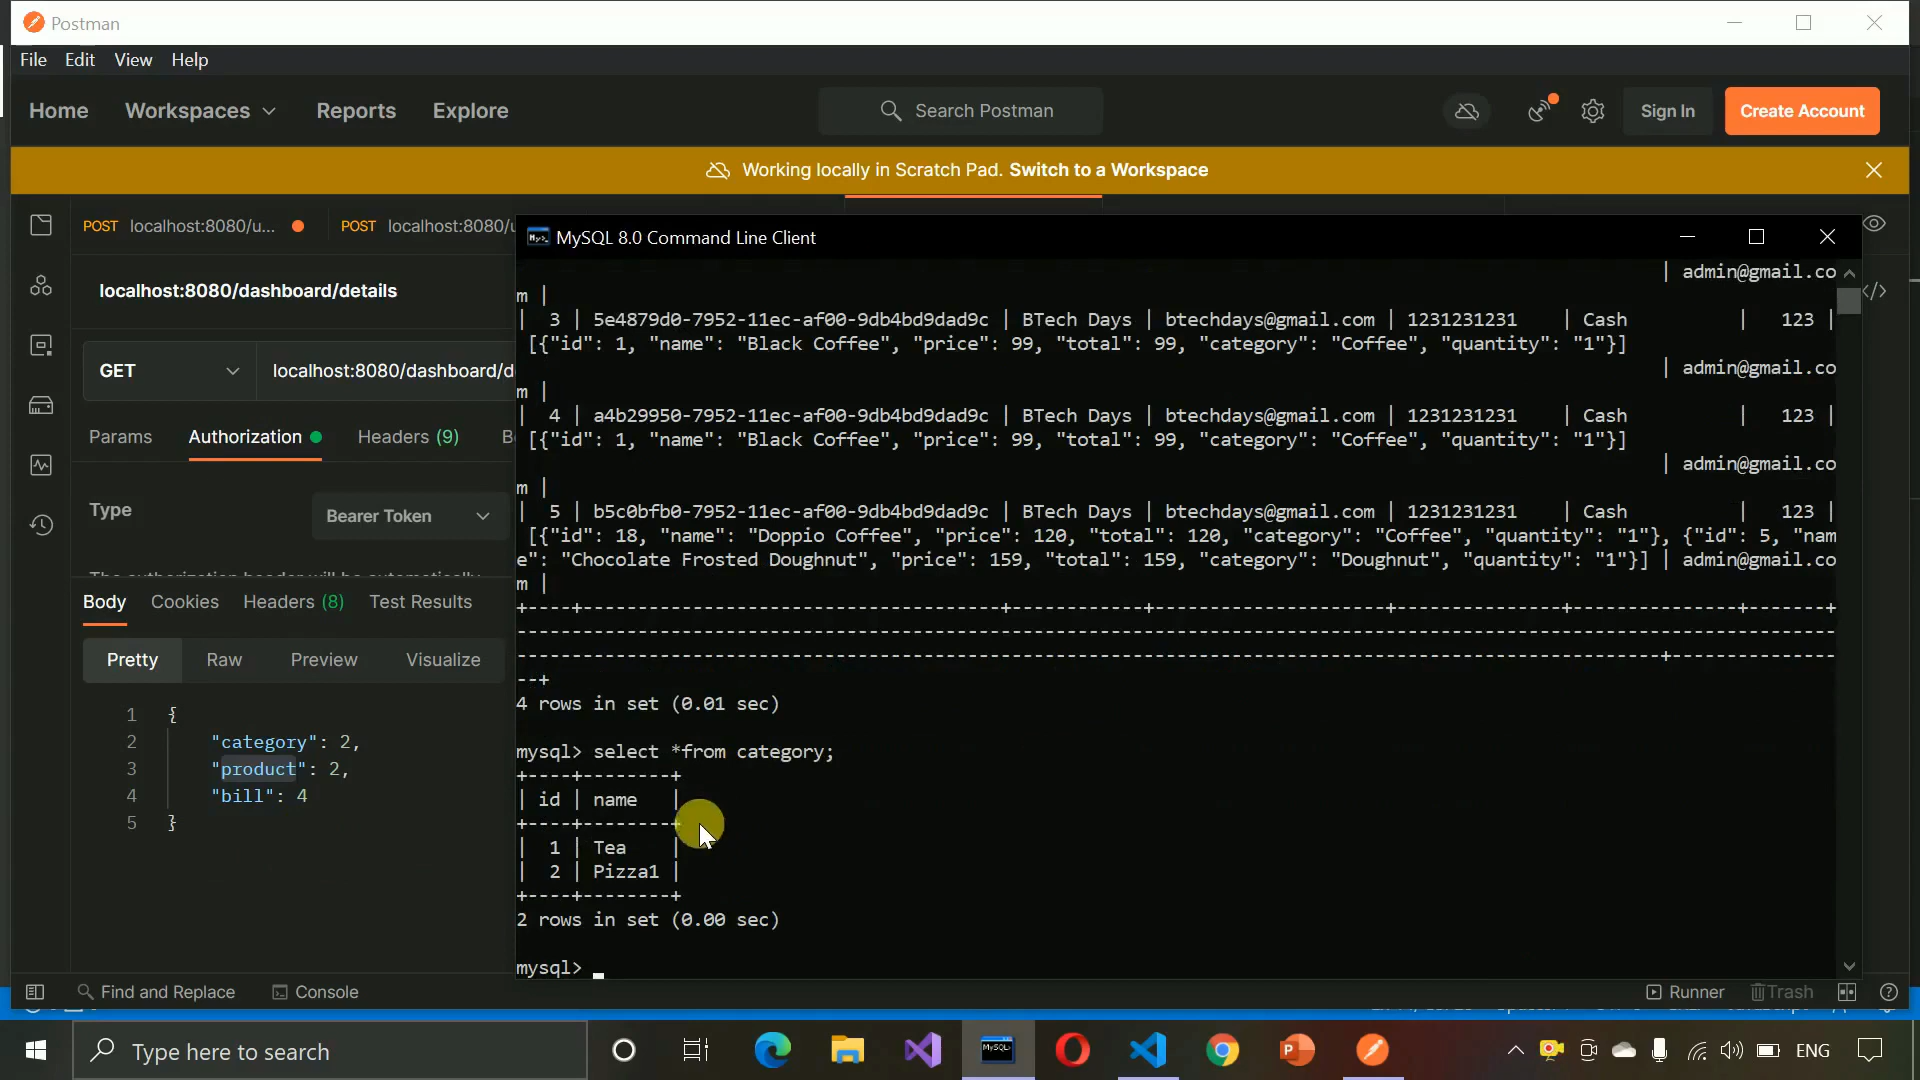 Postman
File Edit View Help
Home Workspaces Reports Explore Search Postman Sign In Create Account
Working locally in Scratch Pad. Switch to a Workspace
POST localhost:8080/u... POST localhost:8080/u
localhost:8080/dashboard/details
GET localhost:8080/dashboard/d
Params Authorization Headers (9) B
Type Bearer Token
The authorization header will be automatically
Body Cookies Headers (8) Test Results
Pretty Raw Preview Visualize
1 {
2 "category": 2,
3 "product": 2,
4 "bill": 4
5 }
MySQL 8.0 Command Line Client
| admin@gmail.co
m |
| 3 | 5e4879d0-7952-11ec-af00-9db4bd9dad9c | BTech Days | btechdays@gmail.com | 1231231231 | Cash | 123 |
[{"id": 1, "name": "Black Coffee", "price": 99, "total": 99, "category": "Coffee", "quantity": "1"}]
| admin@gmail.co
m |
| 4 | a4b29950-7952-11ec-af00-9db4bd9dad9c | BTech Days | btechdays@gmail.com | 1231231231 | Cash | 123 |
[{"id": 1, "name": "Black Coffee", "price": 99, "total": 99, "category": "Coffee", "quantity": "1"}]
| admin@gmail.co
m |
| 5 | b5c0bfb0-7952-11ec-af00-9db4bd9dad9c | BTech Days | btechdays@gmail.com | 1231231231 | Cash | 123 |
[{"id": 18, "name": "Doppio Coffee", "price": 120, "total": 120, "category": "Coffee", "quantity": "1"}, {"id": 5, "nam
e": "Chocolate Frosted Doughnut", "price": 159, "total": 159, "category": "Doughnut", "quantity": "1"}] | admin@gmail.co
m |
4 rows in set (0.01 sec)
mysql> select *from category;
+----+--------+
| id | name |
+----+--------+
| 1 | Tea |
| 2 | Pizza1 |
+----+--------+
2 rows in set (0.00 sec)
mysql>
Find and Replace Console Runner Trash
Type here to search ENG